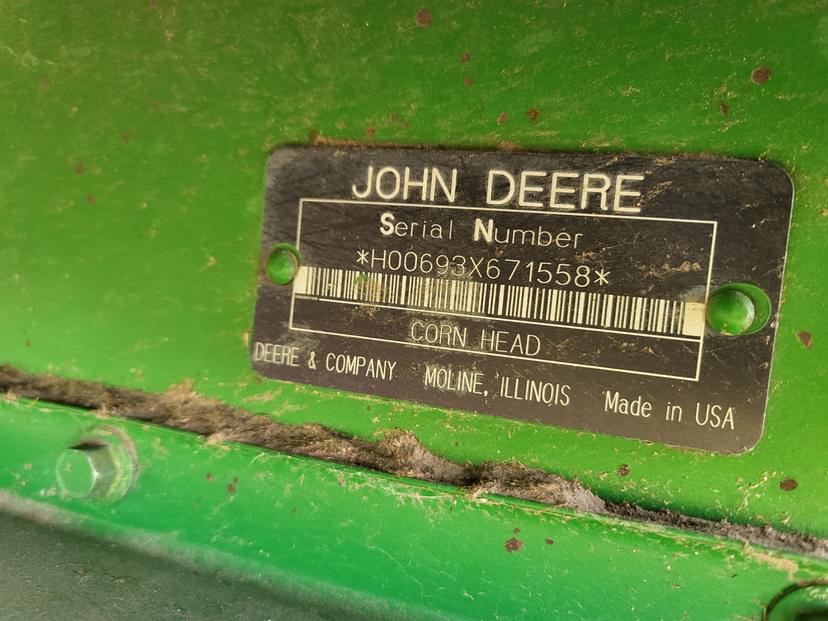 JOHN DEERE
Serial Number
*H00693X671558*
CORN HEAD
DEERE & COMPANY MOLINE, ILLINOIS Made in USA